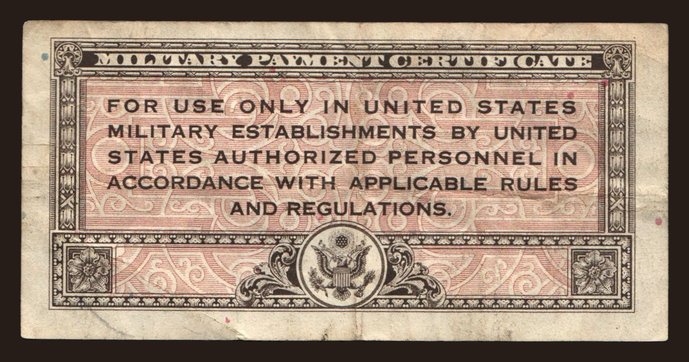 MILITARY PAYMENT CERTIFICATE
FOR USE ONLY IN UNITED STATES
MILITARY ESTABLISHMENTS BY UNITED
STATES AUTHORIZED PERSONNEL IN
ACCORDANCE WITH APPLICABLE RULES
AND REGULATIONS.